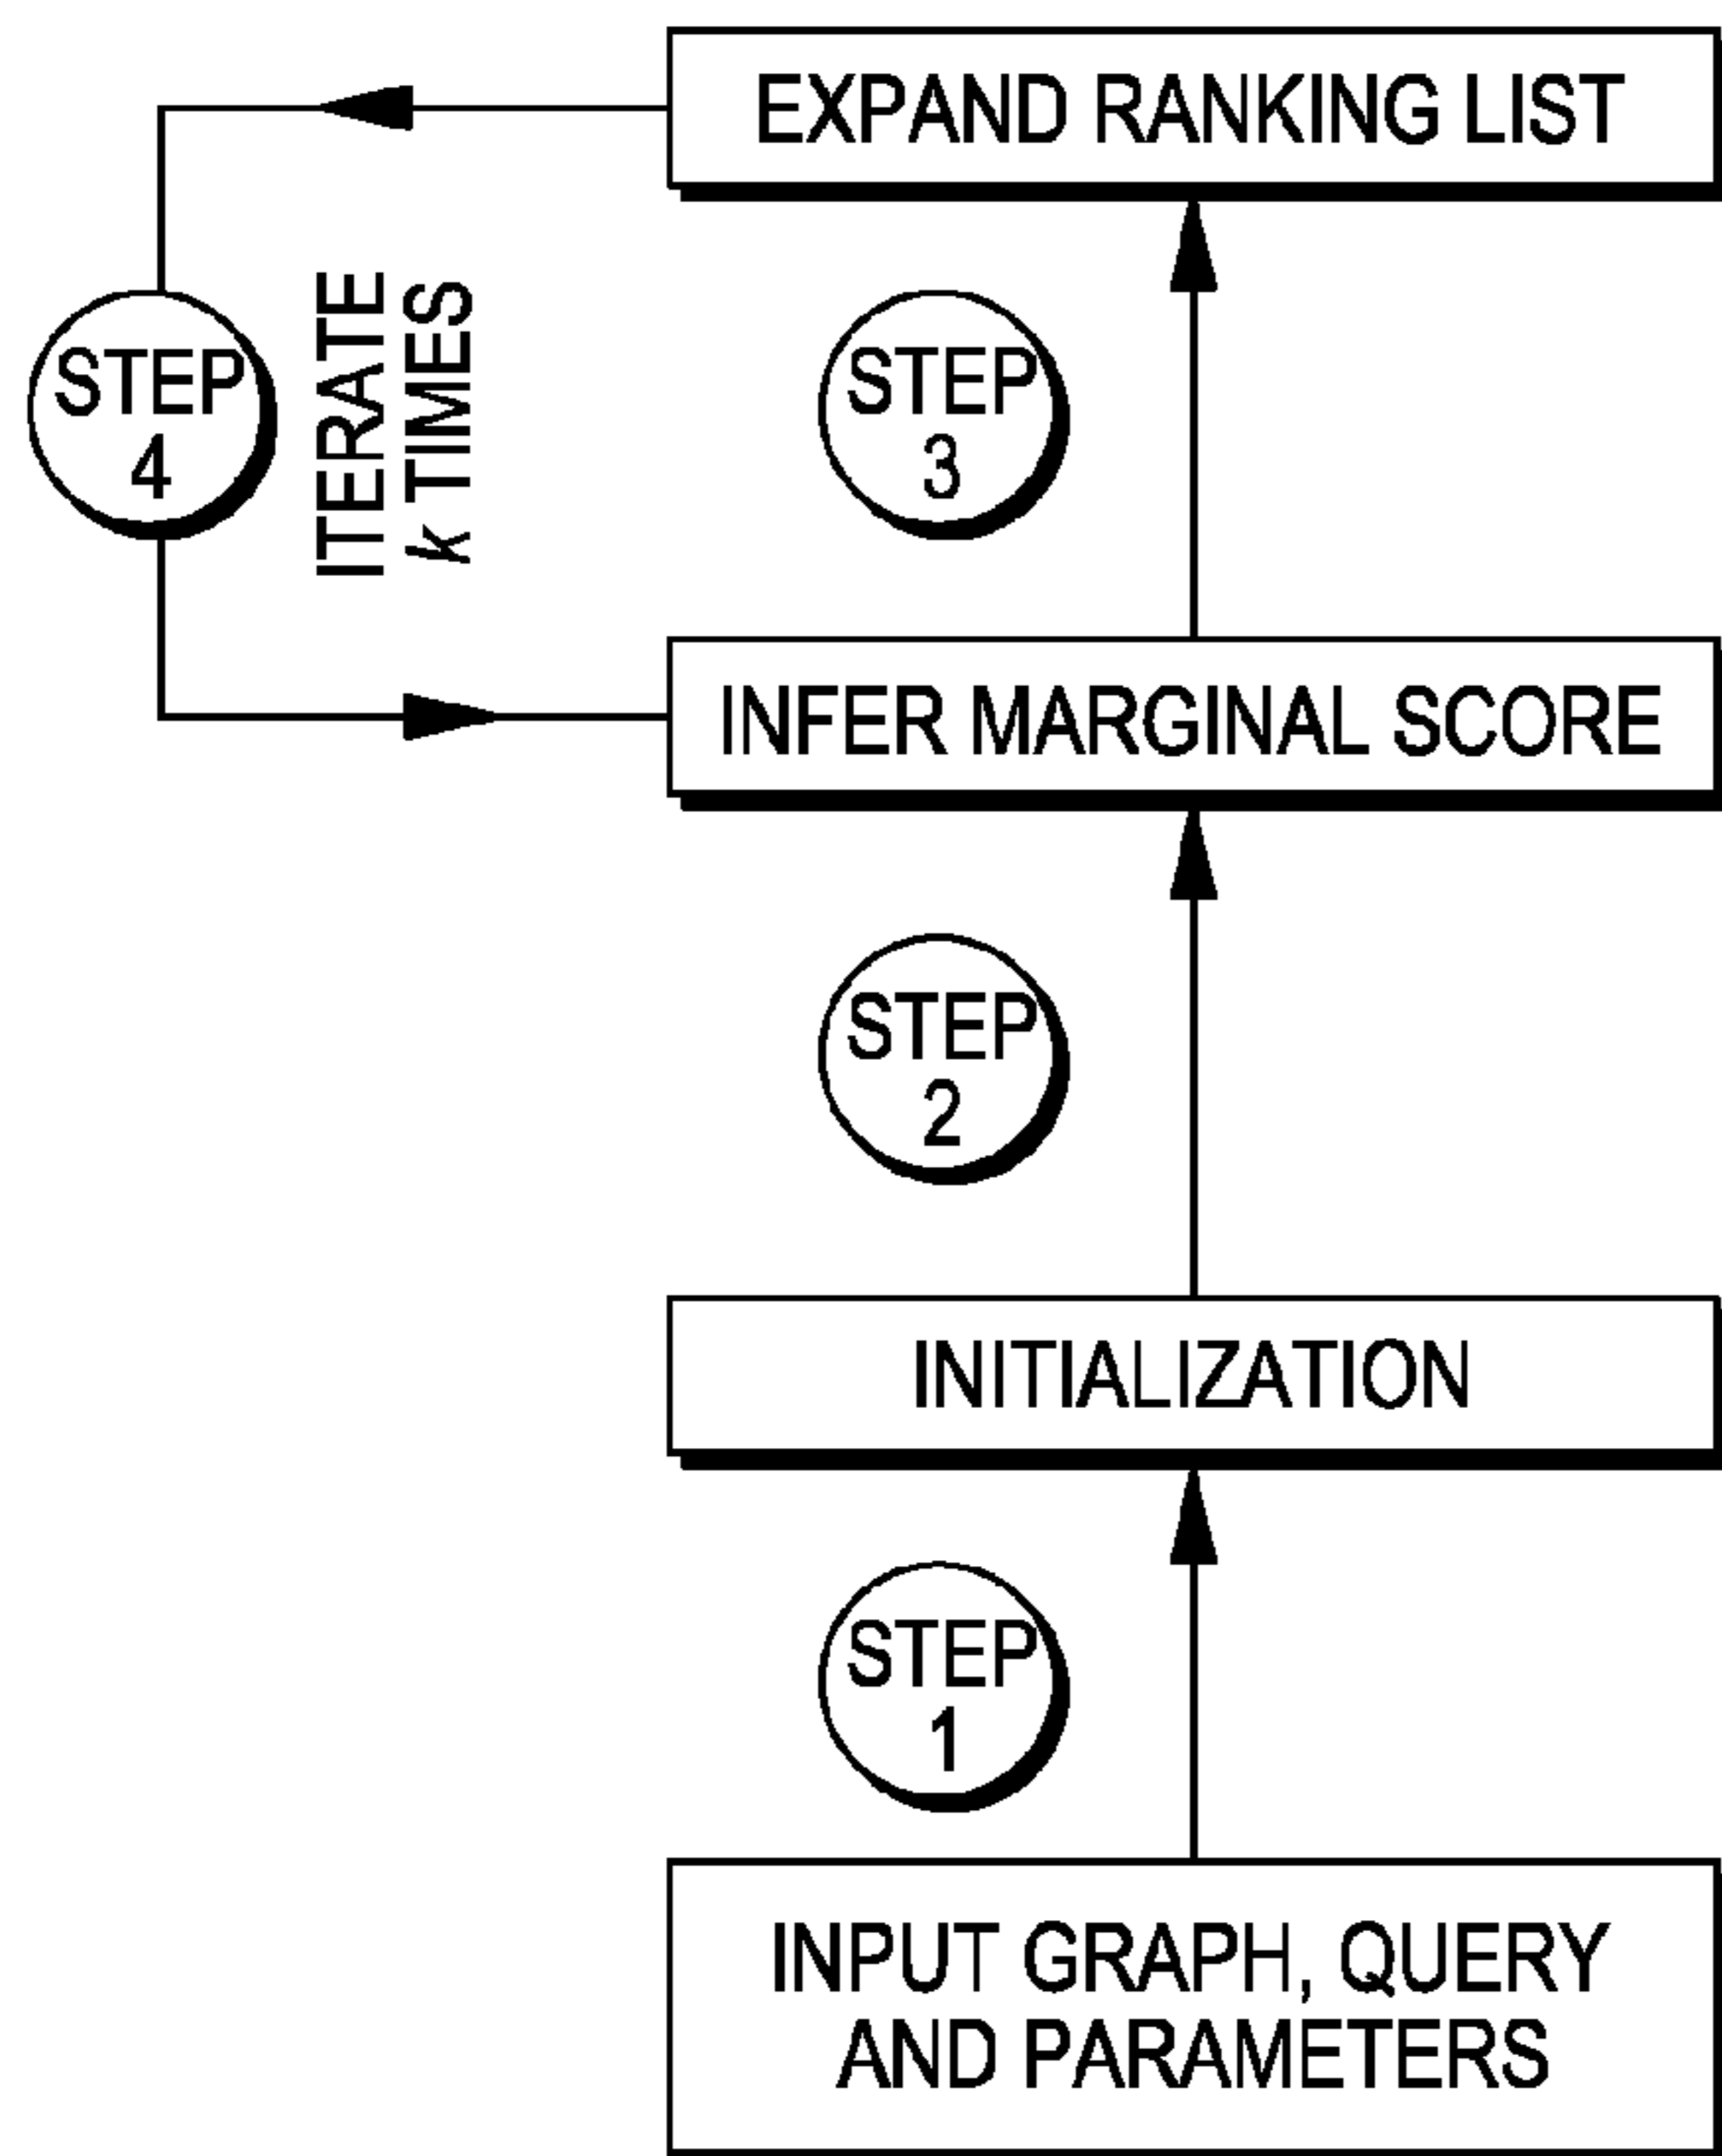 EXPAND RANKING LIST
STEP
4
ITERATE
k TIMES
STEP
3
INFER MARGINAL SCORE
STEP
2
INITIALIZATION
STEP
1
INPUT GRAPH, QUERY
AND PARAMETERS